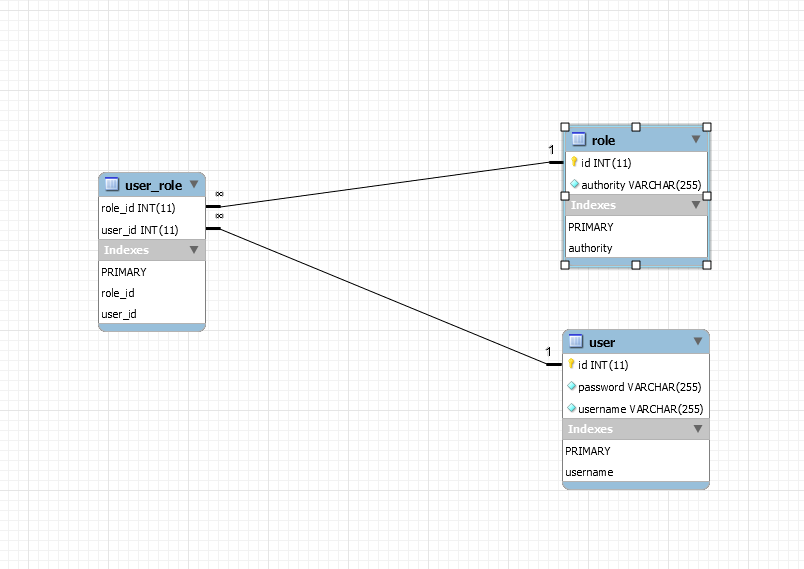 user_role
role_id INT(11)
user_id INT(11)
Indexes
PRIMARY
role_id
user_id
∞
∞
1
role
id INT(11)
authority VARCHAR(255)
Indexes
PRIMARY
authority
1
user
id INT(11)
password VARCHAR(255)
username VARCHAR(255)
Indexes
PRIMARY
username